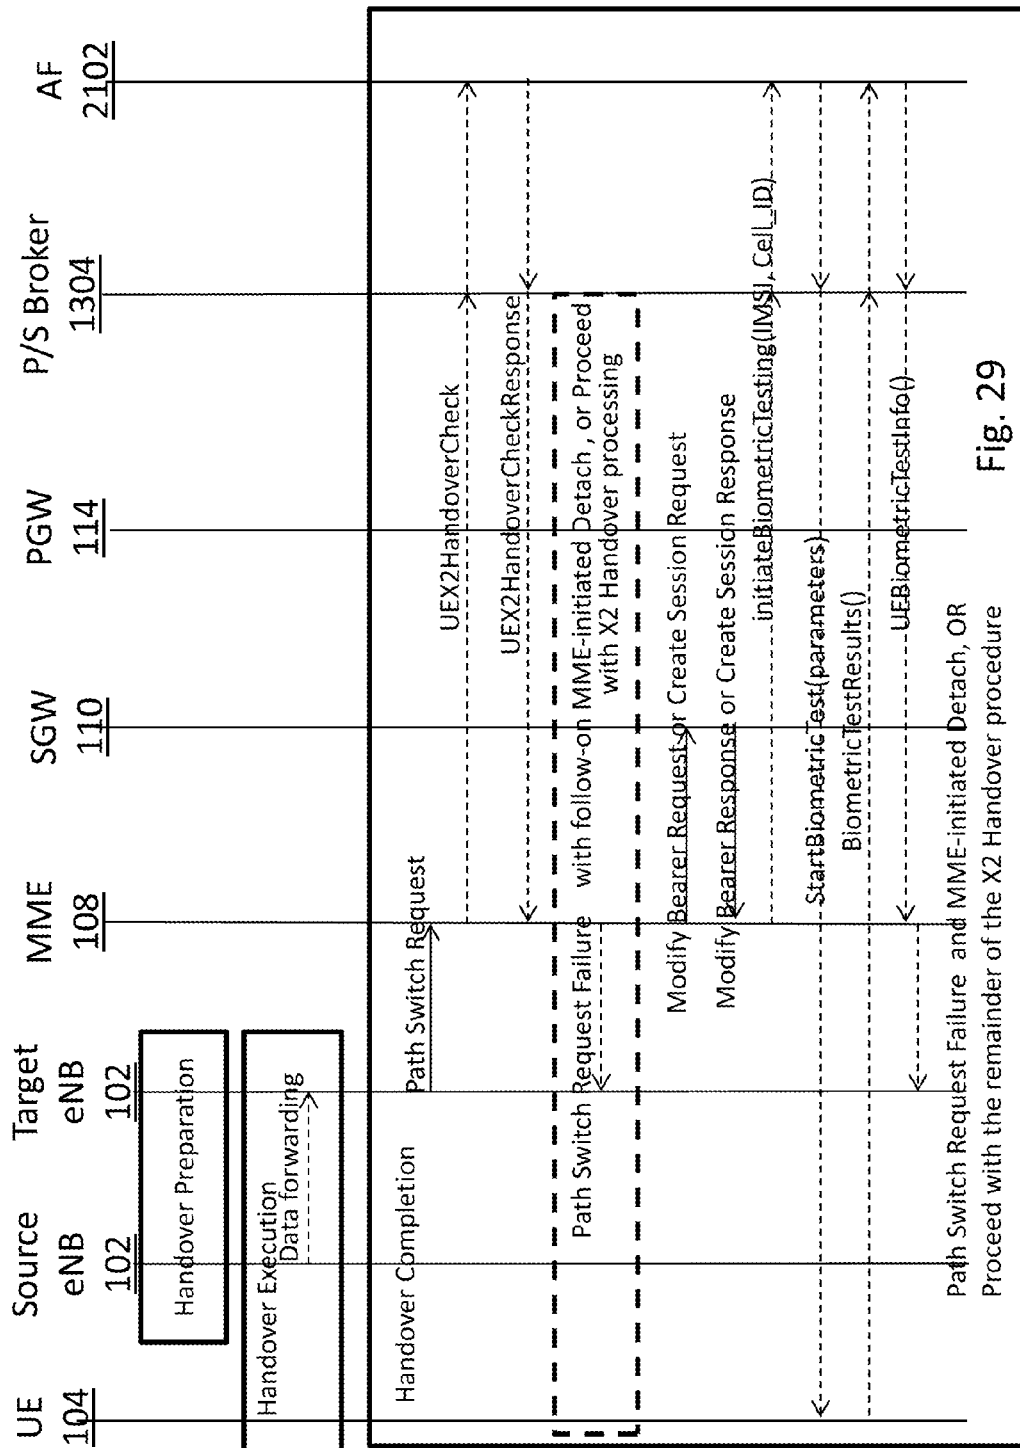 UE
104
Source
eNB
102
Target
eNB
102
MME
108
SGW
110
PGW
114
P/S Broker
1304
AF
2102
Handover Preparation
Handover Execution
Data forwarding
Handover Completion
Path Switch Request
UEX2HandoverCheck
UEX2HandoverCheckResponse
Path Switch Request Failure with follow-on MME-initiated Detach , or Proceed
with X2 Handover processing
Modify Bearer Request or Create Session Request
Modify Bearer Response or Create Session Response
initiateBiometricTesting(IMSI, Cell_ID)
StartBiometricTest(parameters)
BiometricTestResults()
UEBiometricTestInfo()
Path Switch Request Failure and MME-initiated Detach, OR
Proceed with the remainder of the X2 Handover procedure
Fig. 29